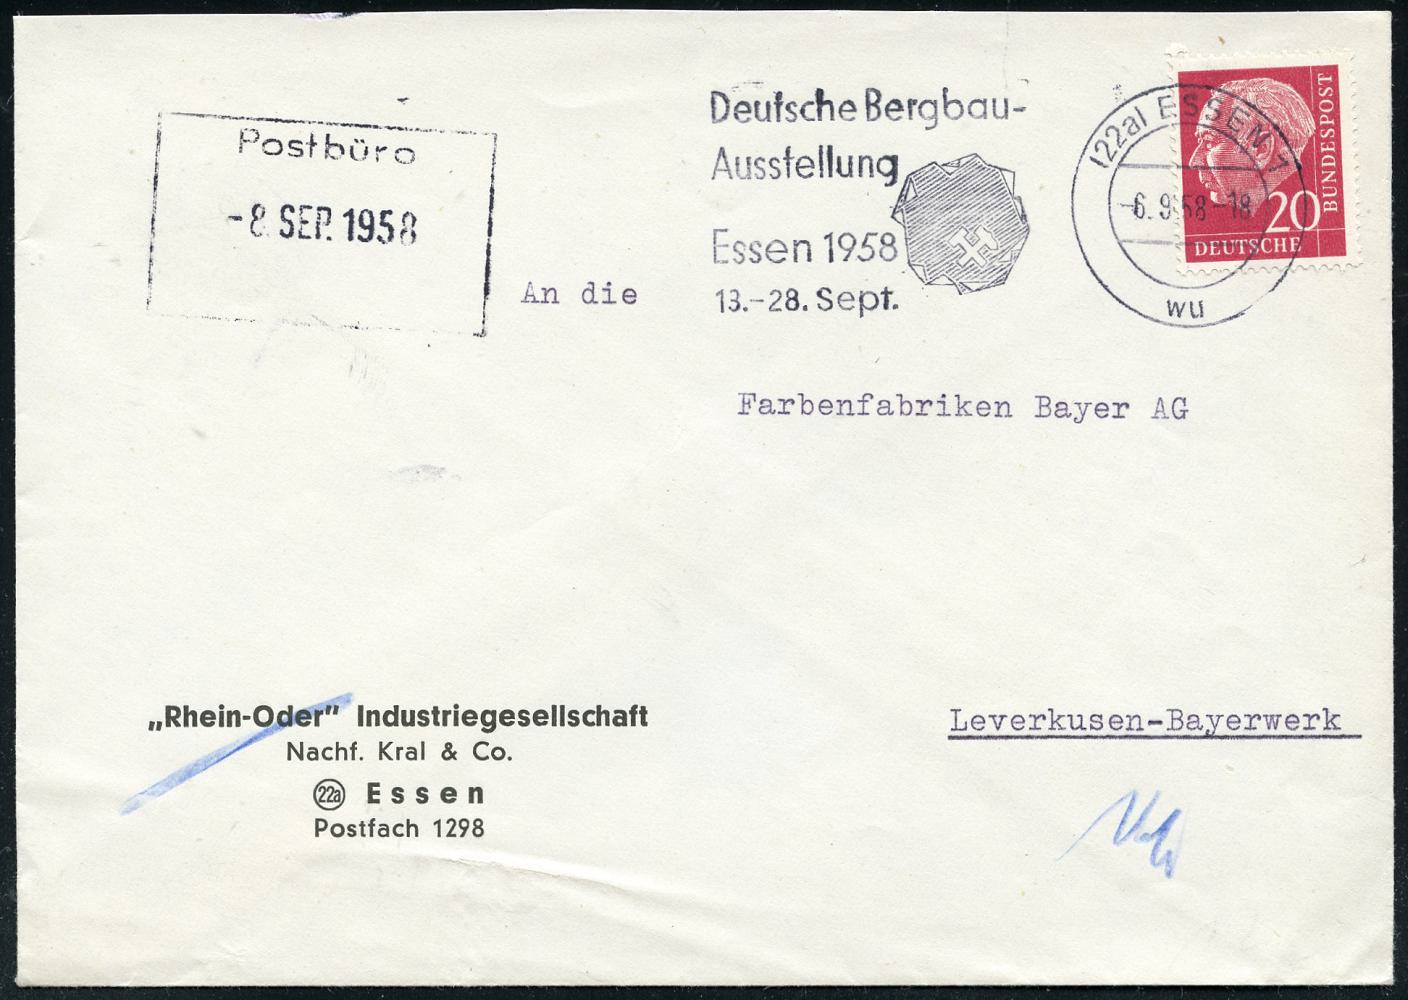 Postbüro
-8. SEP. 1958
Deutsche Bergbau-
Ausstellung
Essen 1958
13.-28. Sept.
(22a) ESSEN 1
-6. 9. 58 -18
wu
20
DEUTSCHE
BUNDESPOST
An die
Farbenfabriken Bayer AG
Leverkusen-Bayerwerk
„Rhein-Oder" Industriegesellschaft
Nachf. Kral & Co.
22a Essen
Postfach 1298